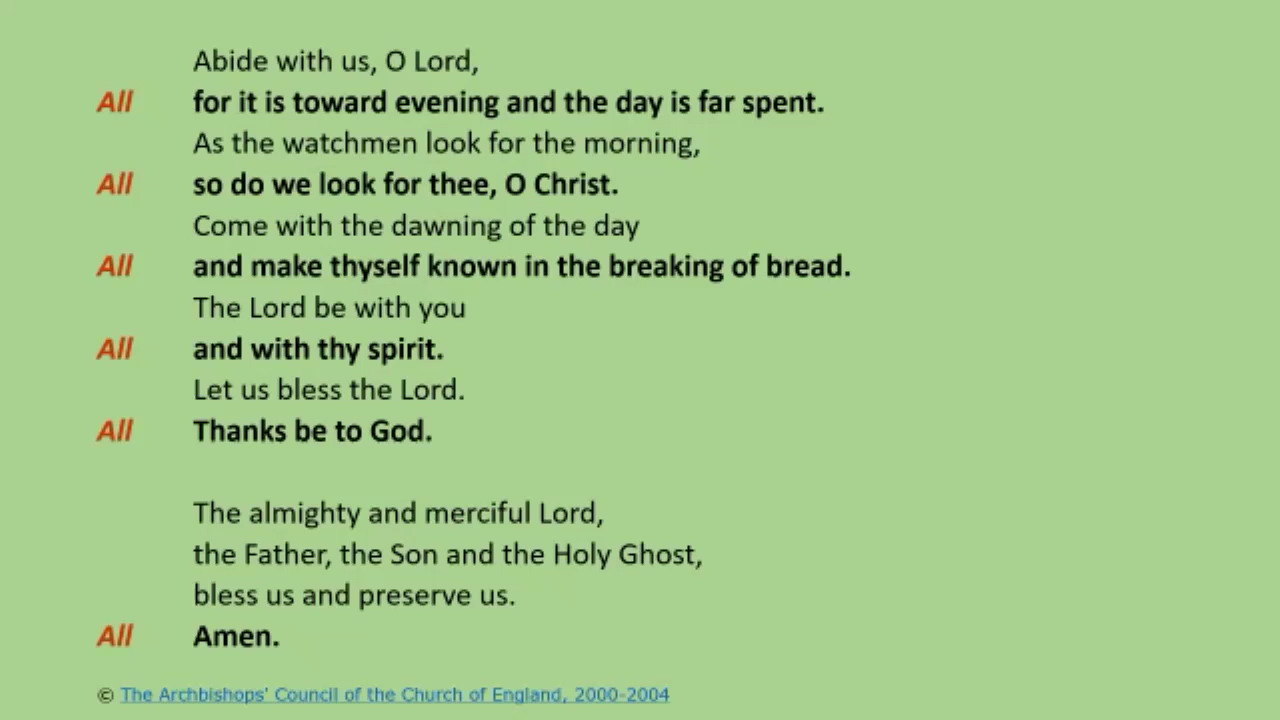 Abide with us, O Lord,
All for it is toward evening and the day is far spent.
As the watchmen look for the morning,
All so do we look for thee, O Christ.
Come with the dawning of the day
All and make thyself known in the breaking of bread.
The Lord be with you
All and with thy spirit.
Let us bless the Lord.
All Thanks be to God.
The almighty and merciful Lord,
the Father, the Son and the Holy Ghost,
bless us and preserve us.
All Amen.
© The Archbishops' Council of the Church of England, 2000-2004